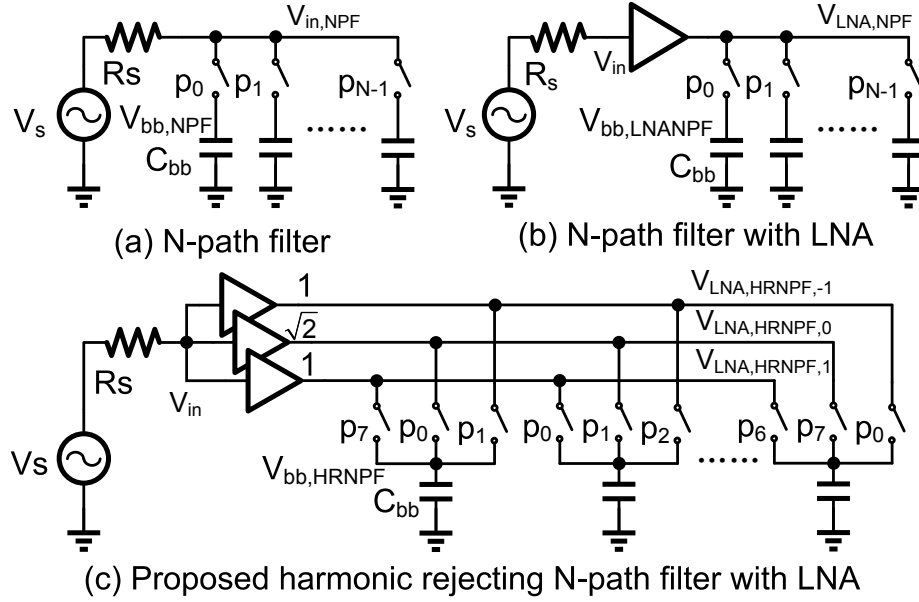 V_in,NPF
Rs
p_0 p_1 p_N-1
V_s
V_bb,NPF
C_bb
(a) N-path filter
V_LNA,NPF
R_s
V_in
p_0 p_1 p_N-1
V_s
V_bb,LNANPF
C_bb
(b) N-path filter with LNA
1
√2
1
V_LNA,HRNPF,-1
V_LNA,HRNPF,0
V_LNA,HRNPF,1
Rs
V_in
p_7 p_0 p_1 p_0 p_1 p_2 p_6 p_7 p_0
Vs
V_bb,HRNPF
C_bb
(c) Proposed harmonic rejecting N-path filter with LNA